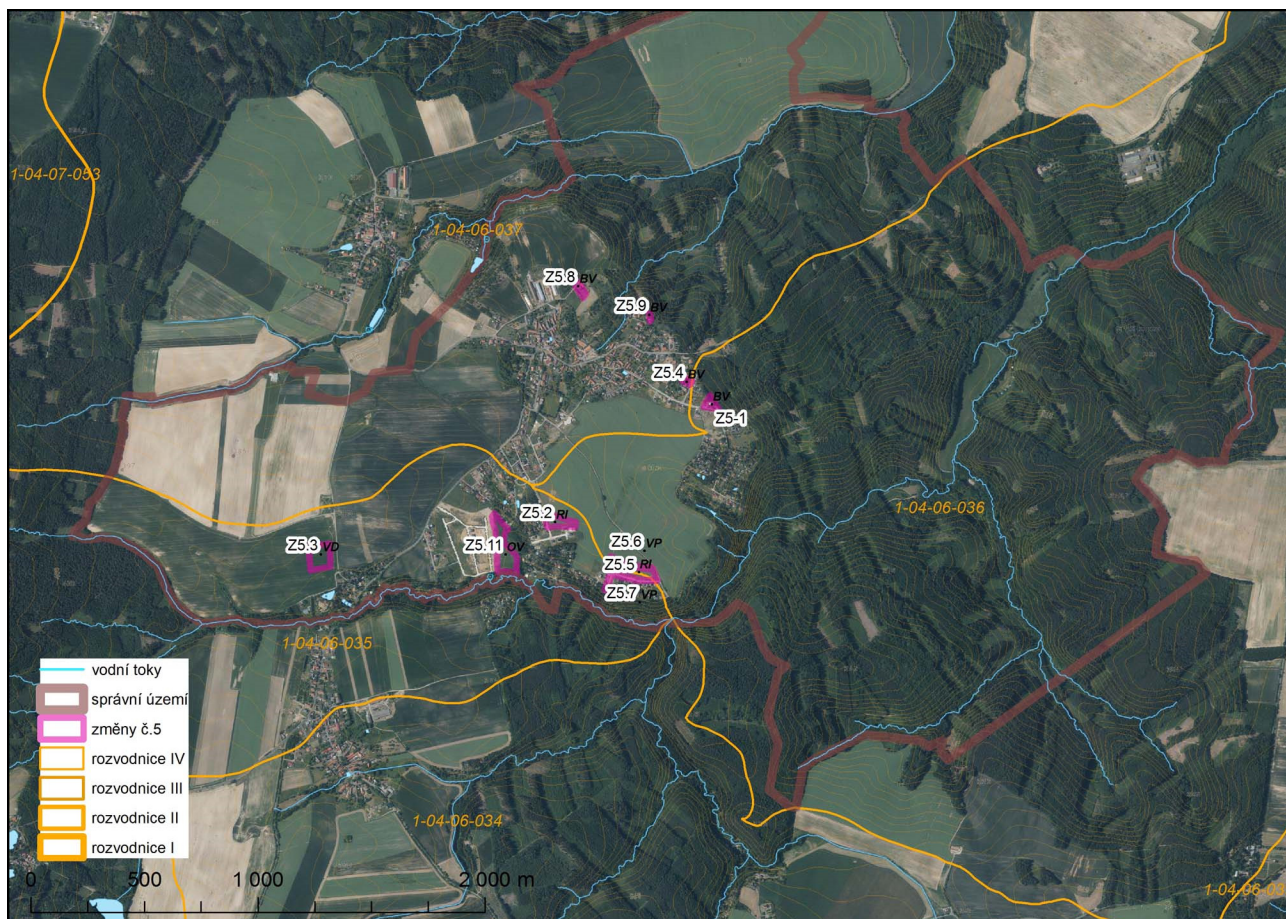 1-04-07-053
1-04-06-037
Z5.8 BV
Z5.9 BV
Z5.4 BV
BV
Z5-1
1-04-06-036
Z5.2 RI
Z5.3 VD
Z5.11 OV
Z5.6 VP
Z5.5 RI
Z5.7 VP
1-04-06-035
vodní toky
správní území
změny č.5
rozvodnice IV
rozvodnice III
rozvodnice II
rozvodnice I
1-04-06-034
0 500 1 000 2 000 m